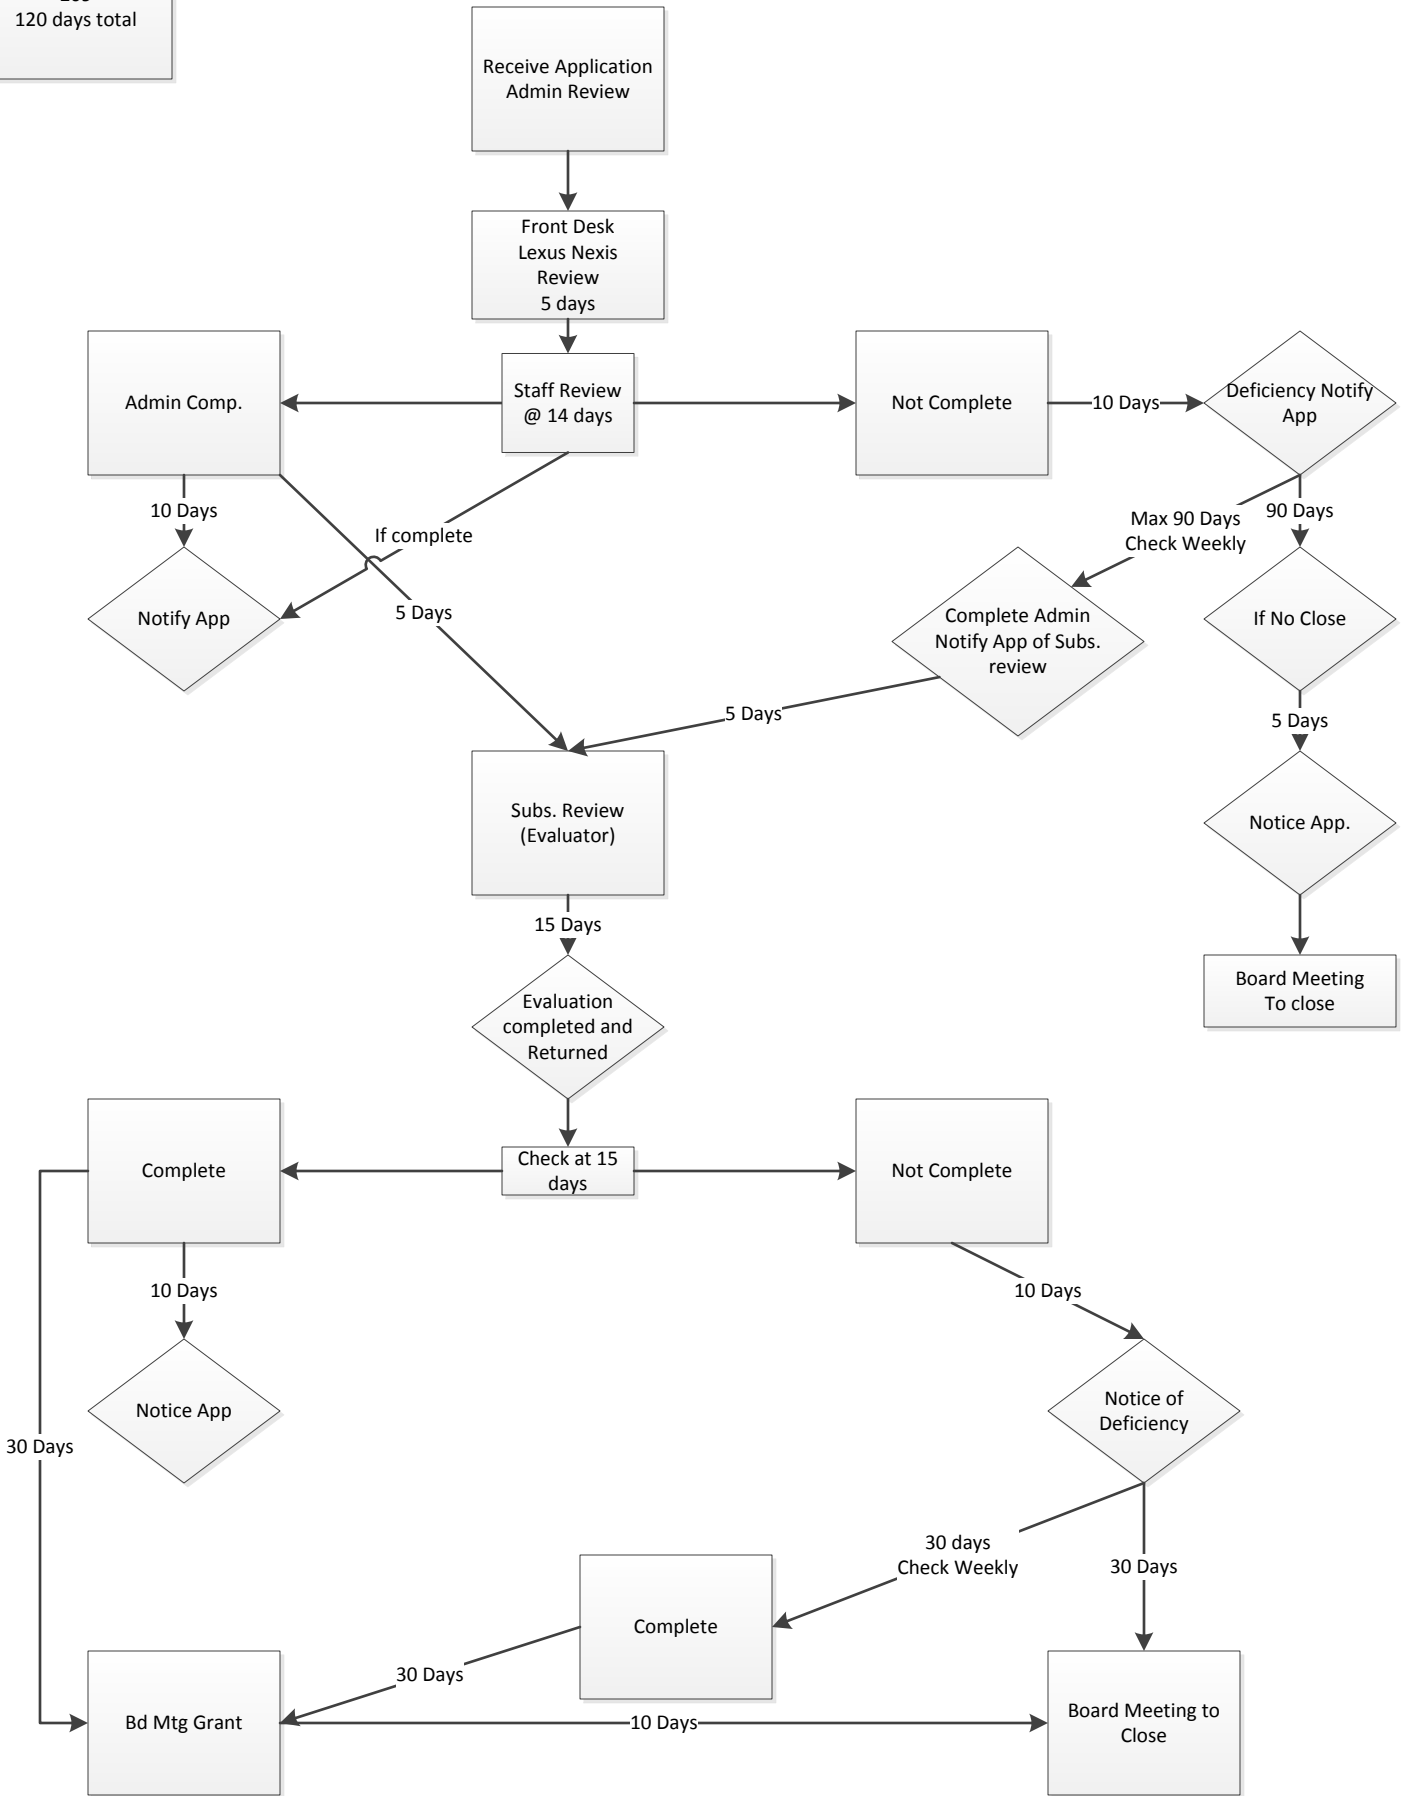 120 days total
Receive Application
Admin Review
Front Desk
Lexus Nexis
Review
5 days
Admin Comp.
Staff Review
@ 14 days
Not Complete
10 Days
Deficiency Notify
App
10 Days
If complete
Max 90 Days
Check Weekly
90 Days
Notify App
5 Days
Complete Admin
Notify App of Subs.
review
If No Close
5 Days
5 Days
Subs. Review
(Evaluator)
Notice App.
15 Days
Evaluation
completed and
Returned
Board Meeting
To close
Complete
Check at 15
days
Not Complete
10 Days
10 Days
Notice App
Notice of
Deficiency
30 Days
30 days
Check Weekly
30 Days
Complete
30 Days
Bd Mtg Grant
10 Days
Board Meeting to
Close